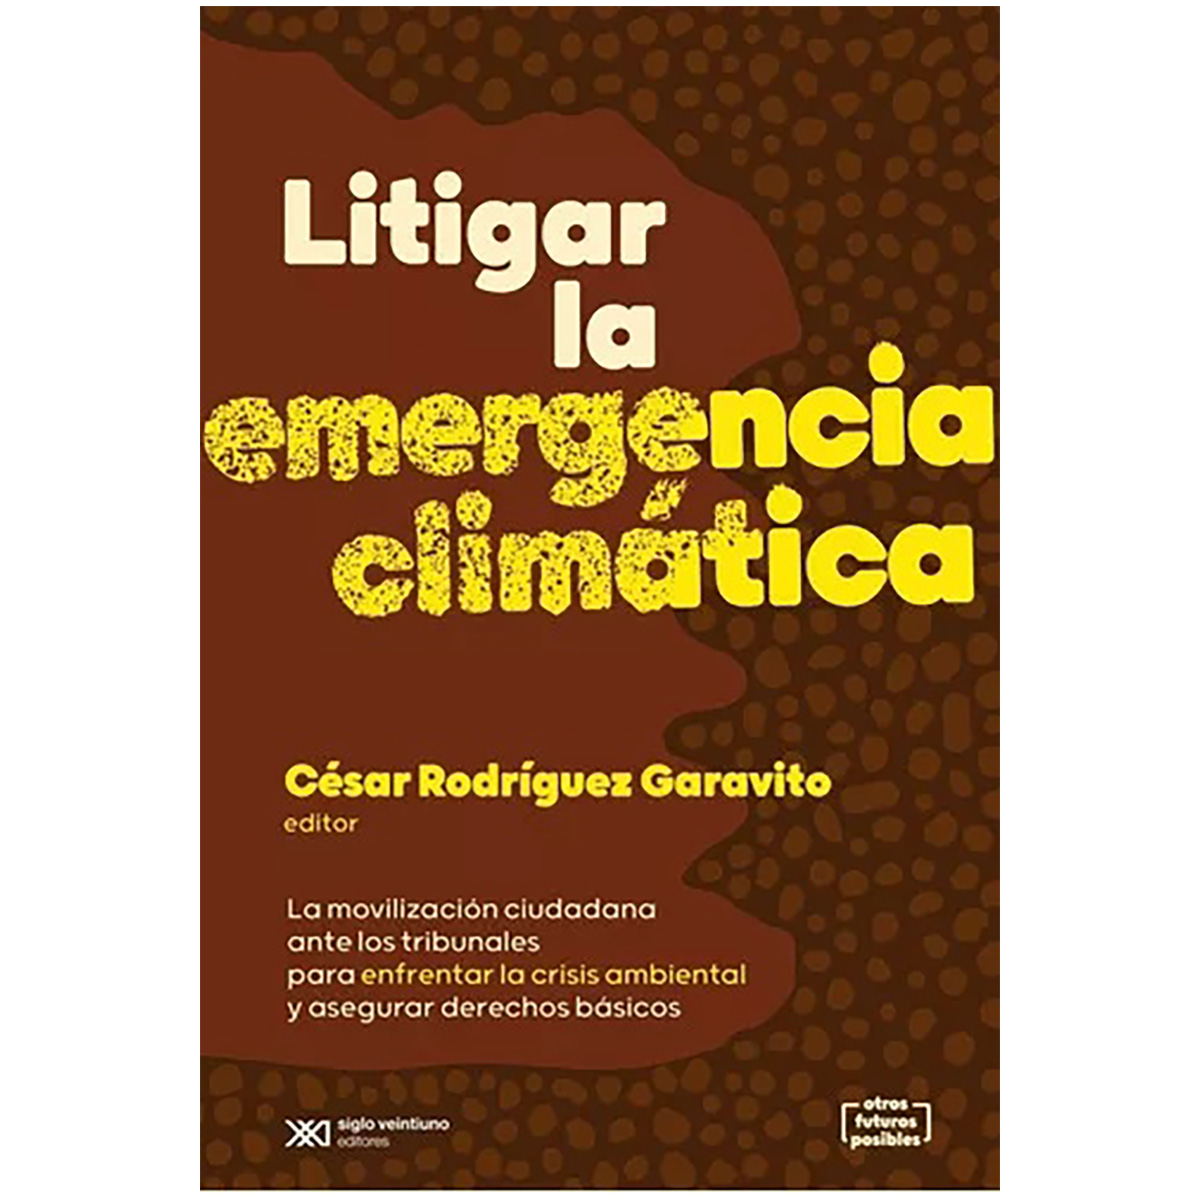 Litigar
la
emergencia
climática
César Rodríguez Garavito
editor
La movilización ciudadana
ante los tribunales
para enfrentar la crisis ambiental
y asegurar derechos básicos
siglo veintiuno
editores
otros
futuros
posibles